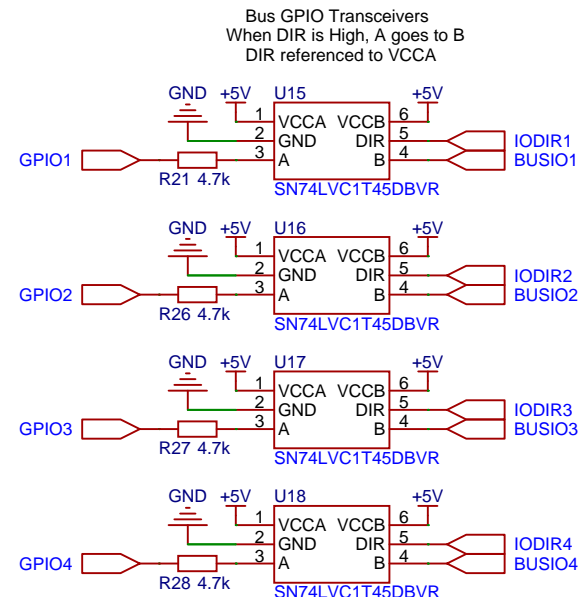 Bus GPIO Transceivers
When DIR is High, A goes to B
DIR referenced to VCCA
GND +5V U15 +5V
1 VCCA VCCB 6
2 GND DIR 5 IODIR1
GPIO1 3 A B 4 BUSIO1
R21 4.7k SN74LVC1T45DBVR
GND +5V U16 +5V
1 VCCA VCCB 6
2 GND DIR 5 IODIR2
GPIO2 3 A B 4 BUSIO2
R26 4.7k SN74LVC1T45DBVR
GND +5V U17 +5V
1 VCCA VCCB 6
2 GND DIR 5 IODIR3
GPIO3 3 A B 4 BUSIO3
R27 4.7k SN74LVC1T45DBVR
GND +5V U18 +5V
1 VCCA VCCB 6
2 GND DIR 5 IODIR4
GPIO4 3 A B 4 BUSIO4
R28 4.7k SN74LVC1T45DBVR